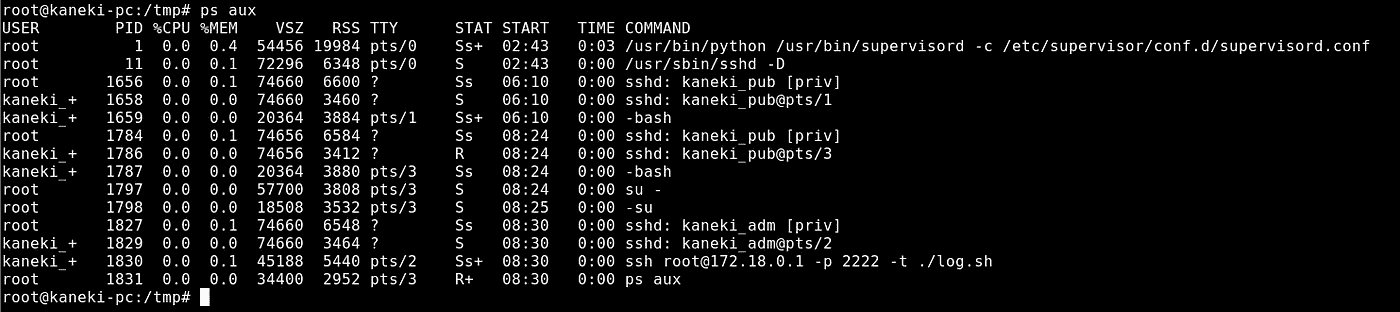 root@kaneki-pc:/tmp# ps aux
USER       PID %CPU %MEM    VSZ   RSS TTY      STAT START   TIME COMMAND
root         1  0.0  0.4  54456 19984 pts/0    Ss+  02:43   0:03 /usr/bin/python /usr/bin/supervisord -c /etc/supervisor/conf.d/supervisord.conf
root        11  0.0  0.1  72296  6348 pts/0    S    02:43   0:00 /usr/sbin/sshd -D
root      1656  0.0  0.1  74660  6600 ?        Ss   06:10   0:00 sshd: kaneki_pub [priv]
kaneki_+  1658  0.0  0.0  74660  3460 ?        S    06:10   0:00 sshd: kaneki_pub@pts/1
kaneki_+  1659  0.0  0.0  20364  3884 pts/1    Ss+  06:10   0:00 -bash
root      1784  0.0  0.1  74656  6584 ?        Ss   08:24   0:00 sshd: kaneki_pub [priv]
kaneki_+  1786  0.0  0.0  74656  3412 ?        R    08:24   0:00 sshd: kaneki_pub@pts/3
kaneki_+  1787  0.0  0.0  20364  3880 pts/3    Ss   08:24   0:00 -bash
root      1797  0.0  0.0  57700  3808 pts/3    S    08:24   0:00 su -
root      1798  0.0  0.0  18508  3532 pts/3    S    08:25   0:00 -su
root      1827  0.0  0.1  74660  6548 ?        Ss   08:30   0:00 sshd: kaneki_adm [priv]
kaneki_+  1829  0.0  0.0  74660  3464 ?        S    08:30   0:00 sshd: kaneki_adm@pts/2
kaneki_+  1830  0.0  0.1  45188  5440 pts/2    Ss+  08:30   0:00 ssh root@172.18.0.1 -p 2222 -t ./log.sh
root      1831  0.0  0.0  34400  2952 pts/3    R+   08:30   0:00 ps aux
root@kaneki-pc:/tmp#